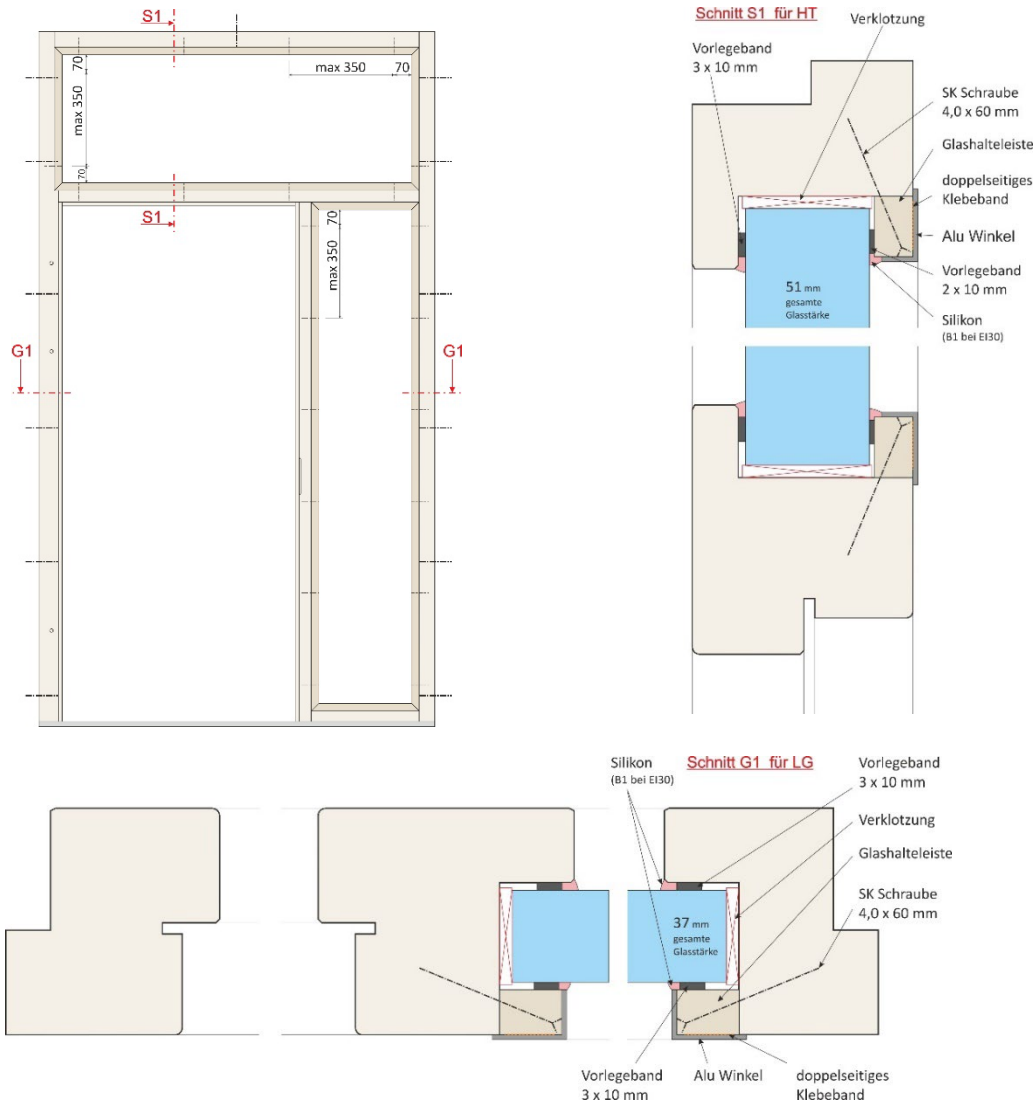 S1
70
max 350
70
max 350
70
S1
70
max 350
G1
G1
Schnitt S1 für HT
Verklotzung
Vorlegeband
3 x 10 mm
SK Schraube
4,0 x 60 mm
Glashalteleiste
doppelseitiges
Klebeband
Alu Winkel
Vorlegeband
2 x 10 mm
Silikon
(B1 bei EI30)
51 mm
gesamte
Glasstärke
Silikon
(B1 bei EI30)
Schnitt G1 für LG
Vorlegeband
3 x 10 mm
Verklotzung
Glashalteleiste
SK Schraube
4,0 x 60 mm
37 mm
gesamte
Glasstärke
Vorlegeband
3 x 10 mm
Alu Winkel
doppelseitiges
Klebeband